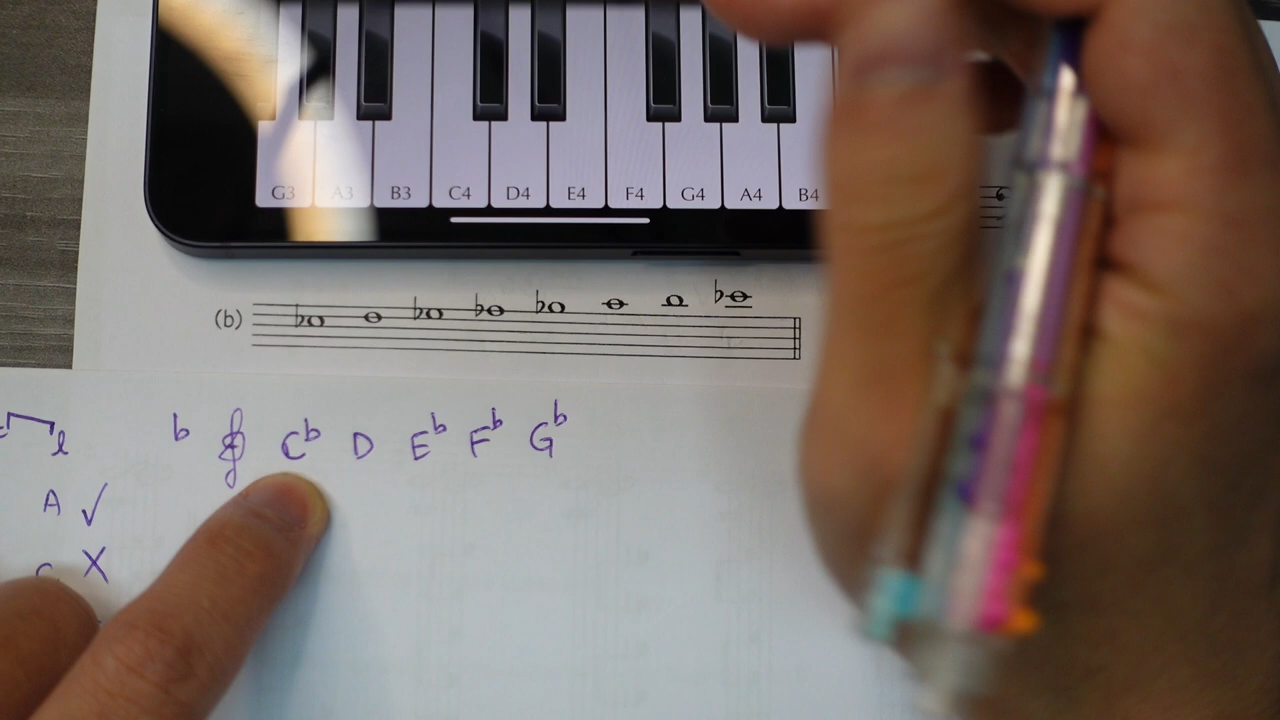 G3 A3 B3 C4 D4 E4 F4 G4 A4 B4
(b)
b C♭ D E♭ F♭ G♭
A ✓
X